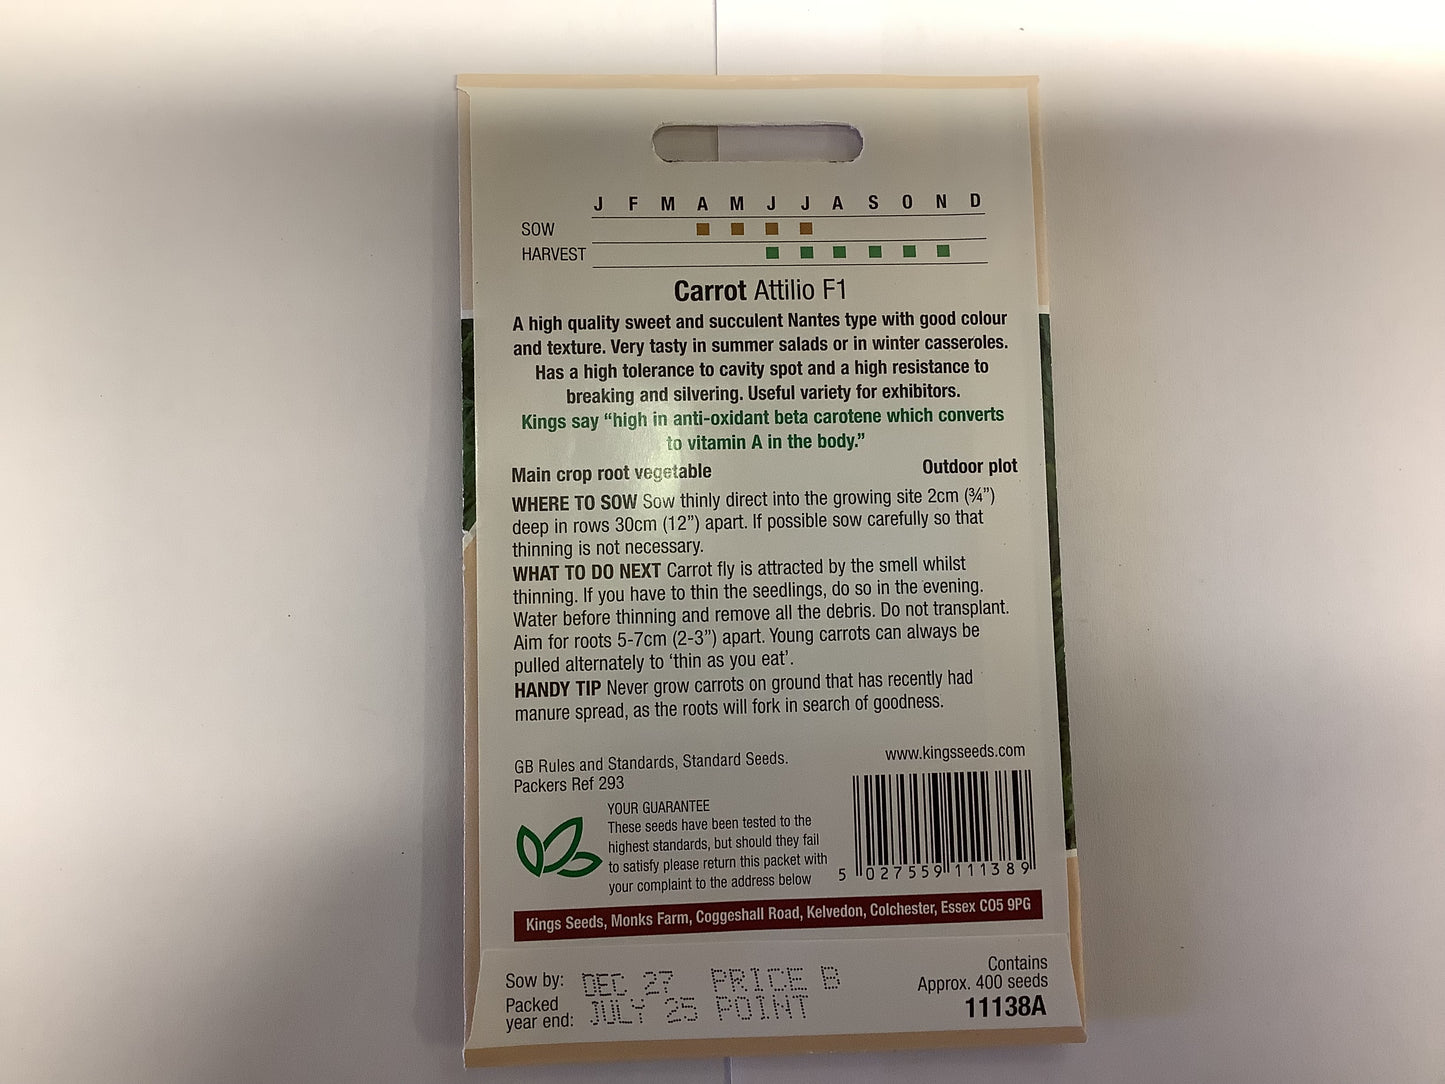 J F M A M J J A S O N D
SOW
HARVEST
Carrot Attilio F1
A high quality sweet and succulent Nantes type with good colour
and texture. Very tasty in summer salads or in winter casseroles.
Has a high tolerance to cavity spot and a high resistance to
breaking and silvering. Useful variety for exhibitors.
Kings say “high in anti-oxidant beta carotene which converts
to vitamin A in the body.”
Main crop root vegetable Outdoor plot
WHERE TO SOW Sow thinly direct into the growing site 2cm (¾”)
deep in rows 30cm (12”) apart. If possible sow carefully so that
thinning is not necessary.
WHAT TO DO NEXT Carrot fly is attracted by the smell whilst
thinning. If you have to thin the seedlings, do so in the evening.
Water before thinning and remove all the debris. Do not transplant.
Aim for roots 5-7cm (2-3”) apart. Young carrots can always be
pulled alternately to ‘thin as you eat’.
HANDY TIP Never grow carrots on ground that has recently had
manure spread, as the roots will fork in search of goodness.
GB Rules and Standards, Standard Seeds.
Packers Ref 293
www.kingsseeds.com
YOUR GUARANTEE
These seeds have been tested to the
highest standards, but should they fail
to satisfy please return this packet with
your complaint to the address below
5 027559 111389
Kings Seeds, Monks Farm, Coggeshall Road, Kelvedon, Colchester, Essex CO5 9PG
Sow by: DEC 27 PRICE B
Packed
year end: JULY 25 POINT
Contains
Approx. 400 seeds
11138A